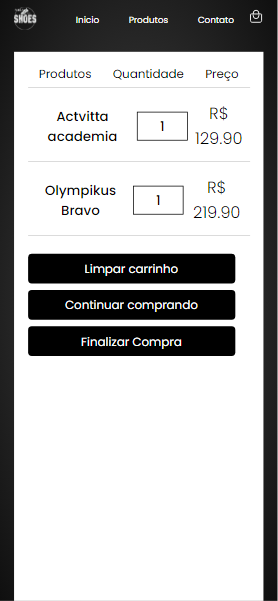 SHOES
Inicio Produtos Contato
Produtos Quantidade Preço
Actvitta academia 1 R$ 129.90
Olympikus Bravo 1 R$ 219.90
Limpar carrinho
Continuar comprando
Finalizar Compra